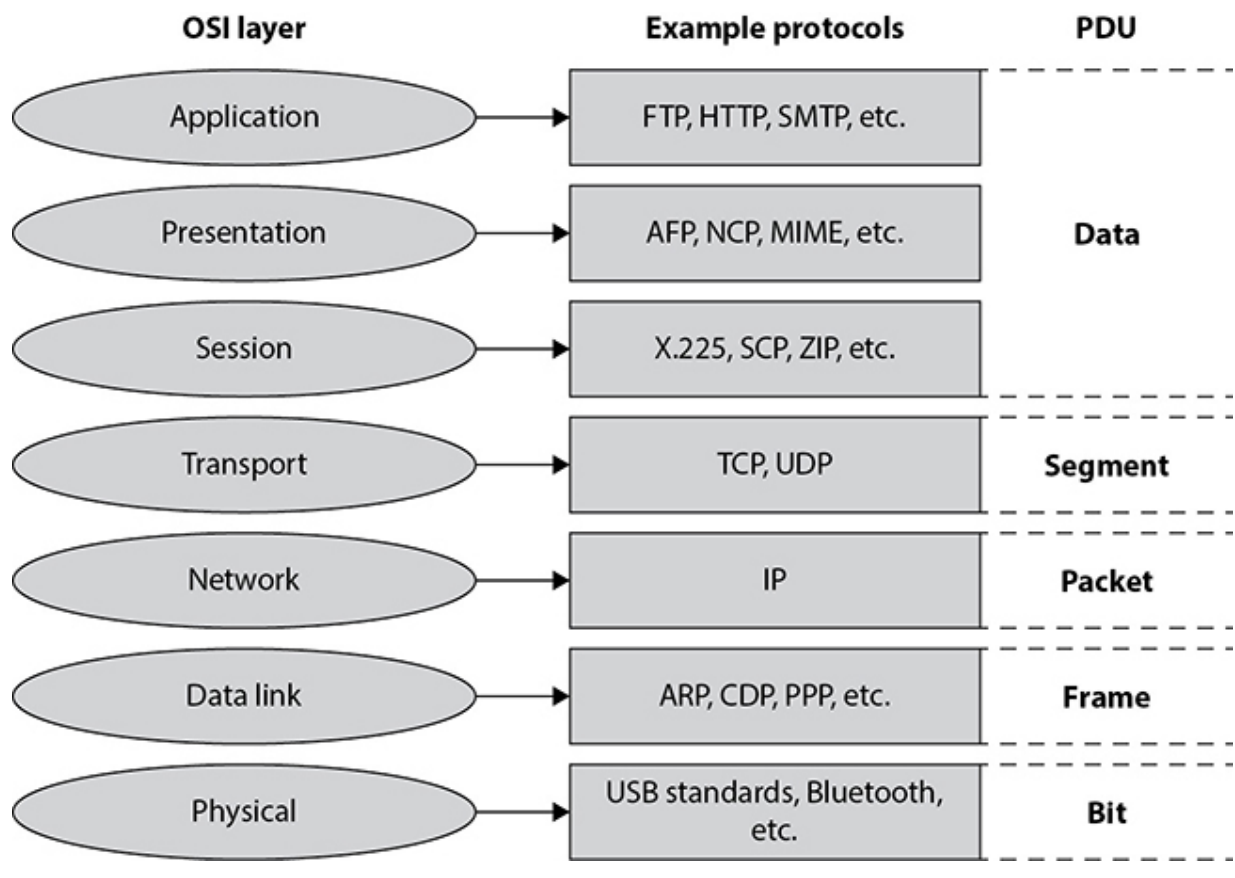 OSI layer Example protocols PDU
Application FTP, HTTP, SMTP, etc.
Presentation AFP, NCP, MIME, etc. Data
Session X.225, SCP, ZIP, etc.
Transport TCP, UDP Segment
Network IP Packet
Data link ARP, CDP, PPP, etc. Frame
Physical USB standards, Bluetooth, etc. Bit